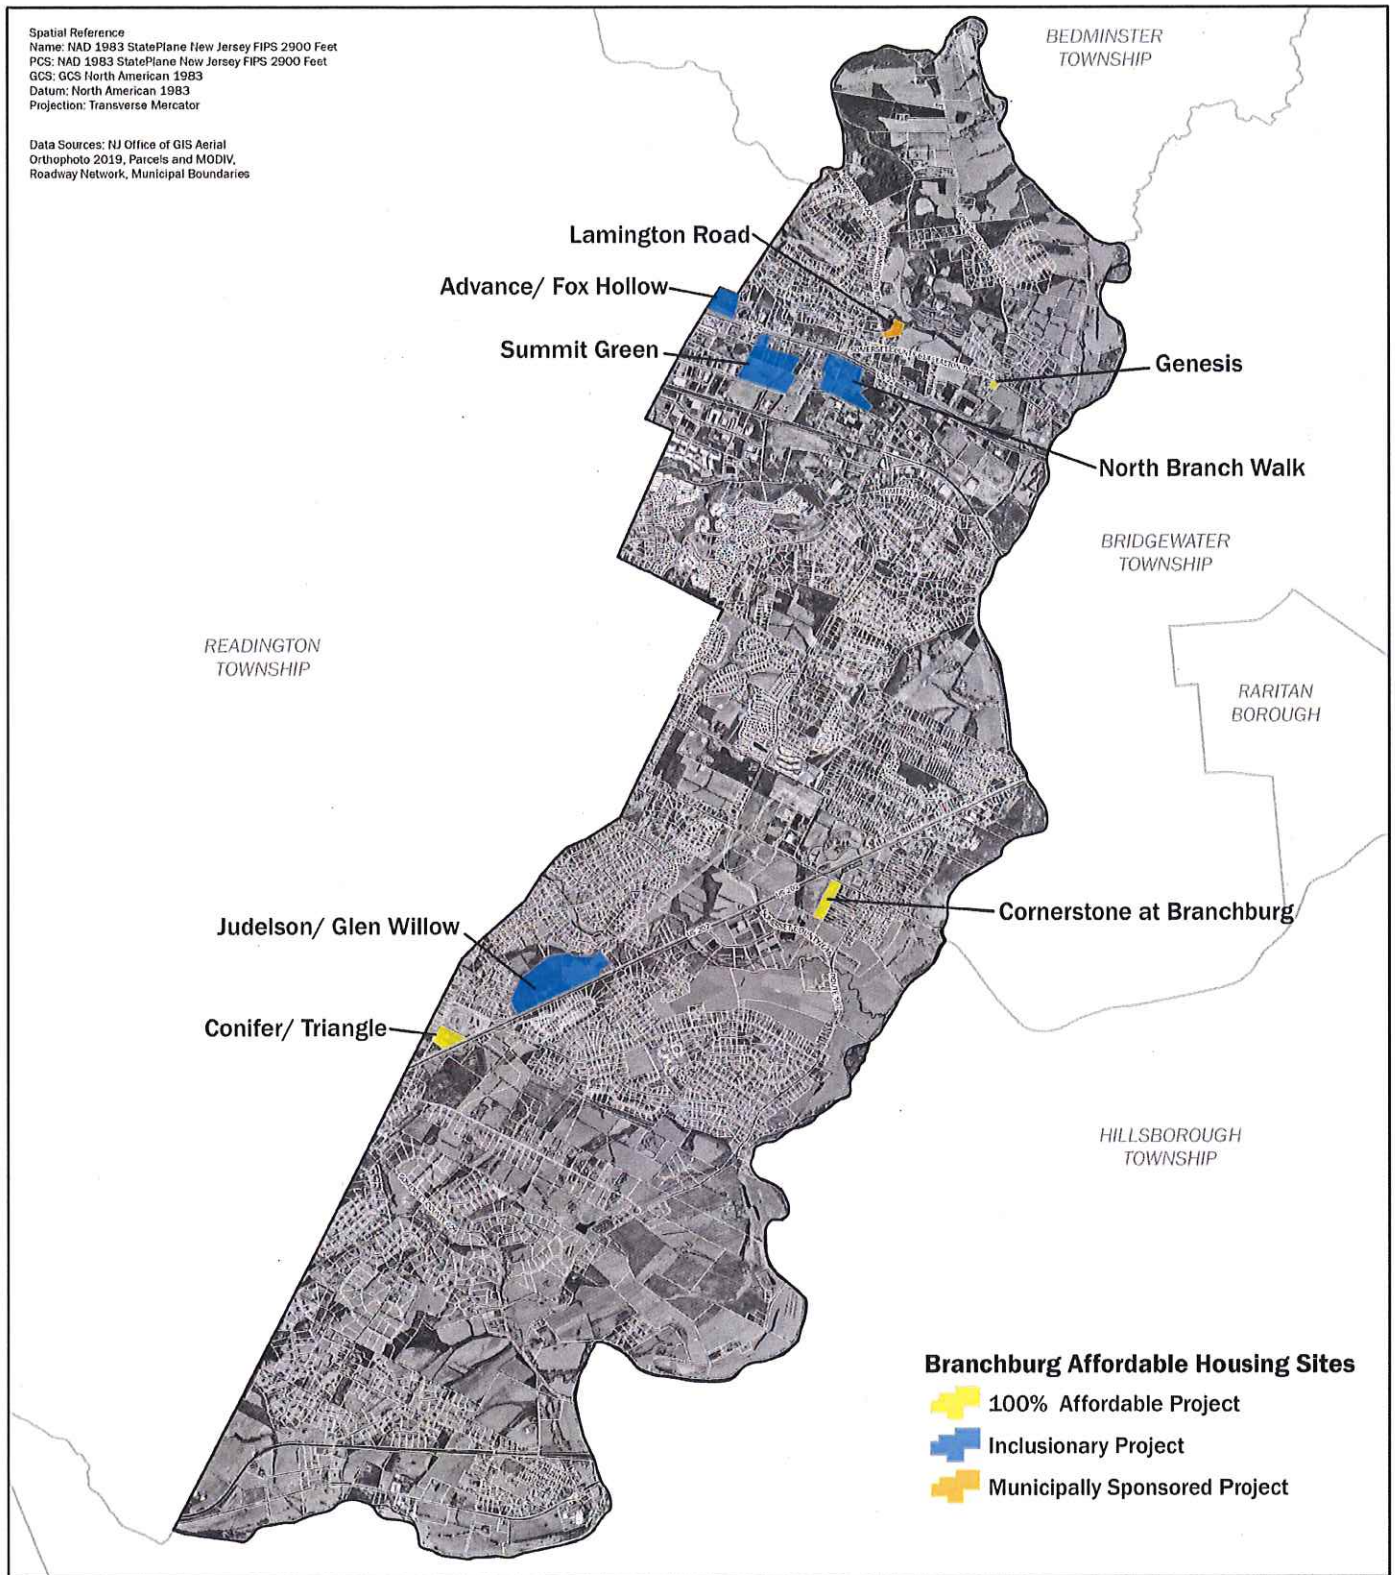 Spatial Reference
Name: NAD 1983 StatePlane New Jersey FIPS 2900 Feet
PCS: NAD 1983 StatePlane New Jersey FIPS 2900 Feet
GCS: GCS North American 1983
Datum: North American 1983
Projection: Transverse Mercator
Data Sources: NJ Office of GIS Aerial
Orthophoto 2019, Parcels and MODIV,
Roadway Network, Municipal Boundaries
BEDMINSTER
TOWNSHIP
Lamington Road
Advance/ Fox Hollow
Summit Green
Genesis
North Branch Walk
BRIDGEWATER
TOWNSHIP
READINGTON
TOWNSHIP
RARITAN
BOROUGH
Judelson/ Glen Willow
Cornerstone at Branchburg
Conifer/ Triangle
HILLSBOROUGH
TOWNSHIP
Branchburg Affordable Housing Sites
100% Affordable Project
Inclusionary Project
Municipally Sponsored Project